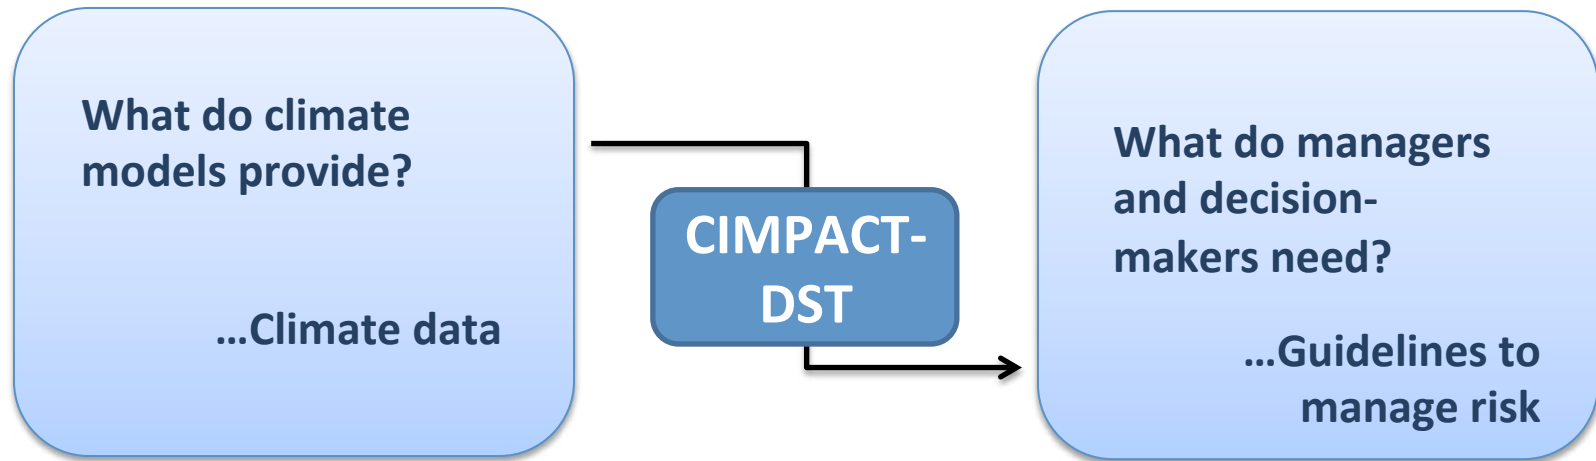 What do climate
models provide?
...Climate data
CIMPACT-
DST
What do managers
and decision-
makers need?
...Guidelines to
manage risk